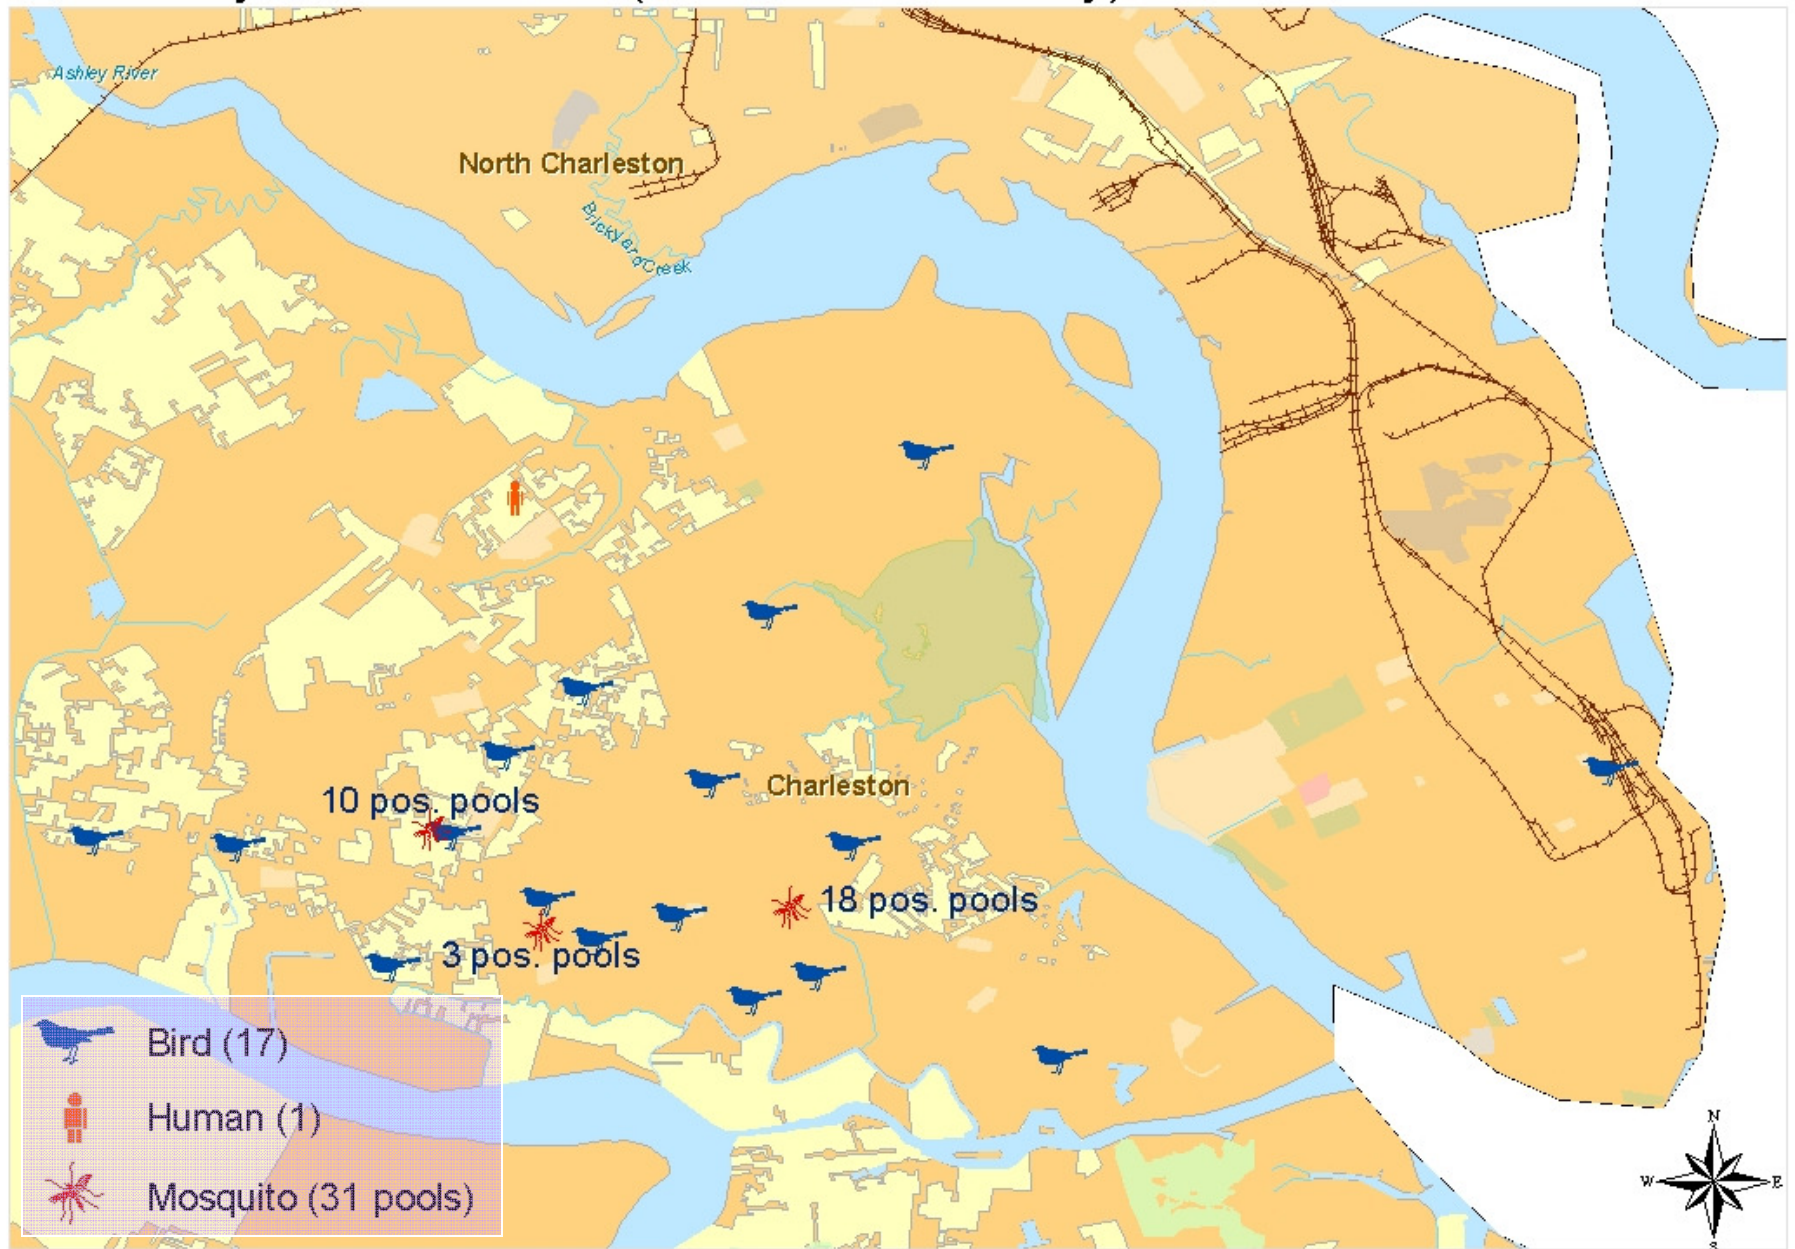 Ashley River
North Charleston
Brickyard Creek
10 pos. pools
Charleston
18 pos. pools
3 pos. pools
Bird (17)
Human (1)
Mosquito (31 pools)
N
W
E
S